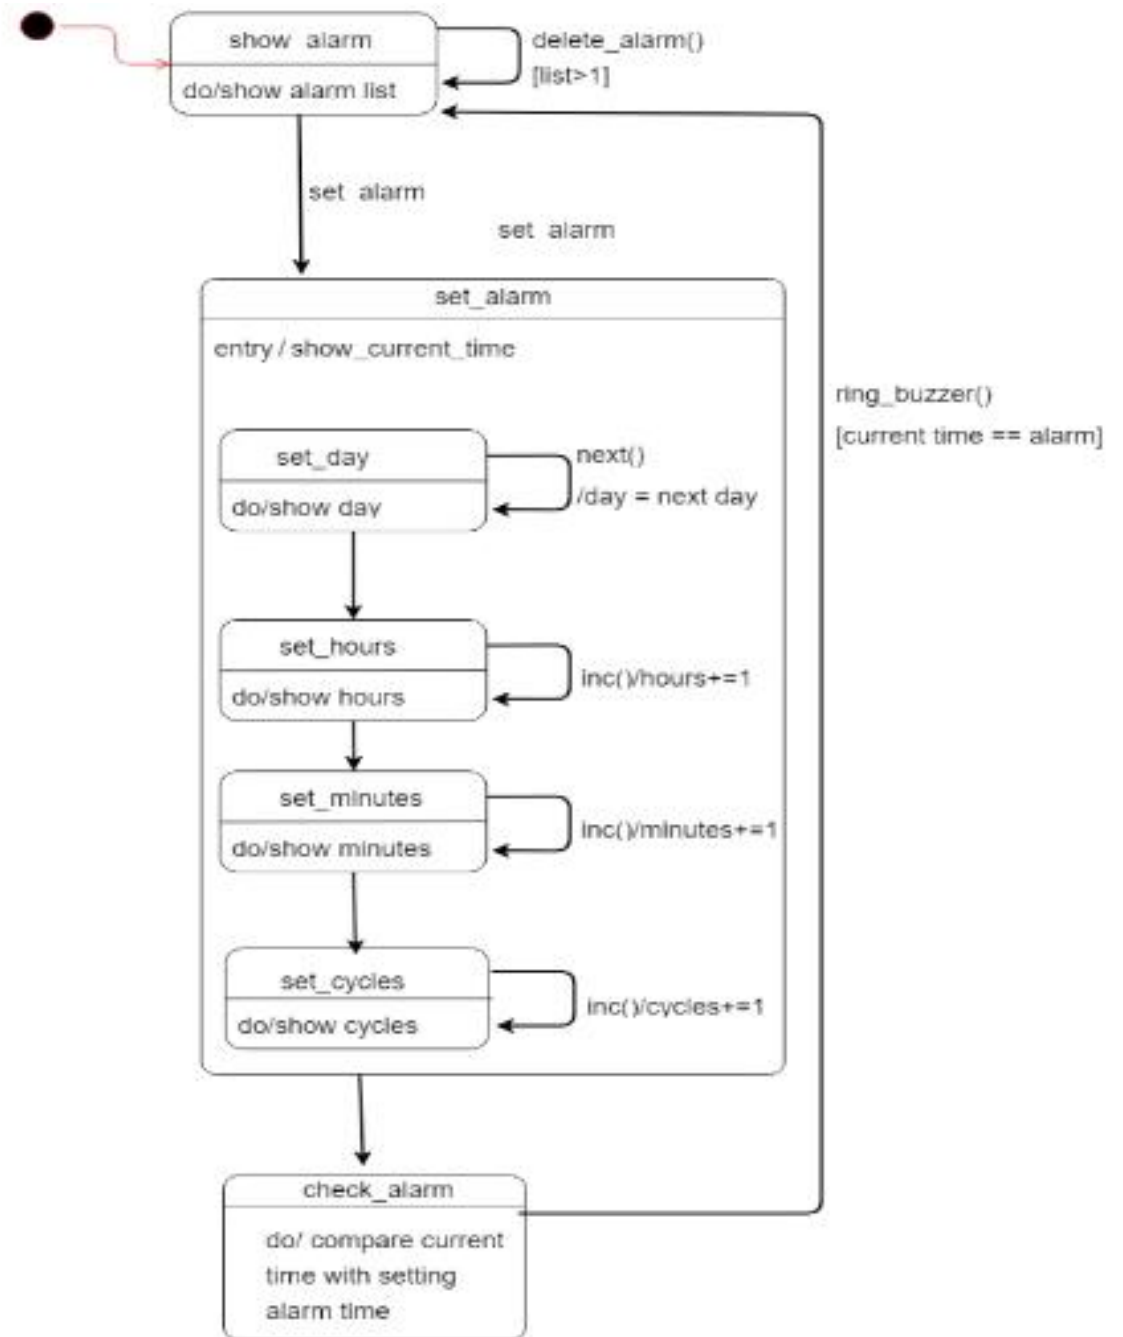 show alarm
delete_alarm()
do/show alarm list
[list>1]
set alarm
set alarm
set_alarm
entry / show_current_time
ring_buzzer()
[current time == alarm]
set_day
next()
do/show day
/day = next day
set_hours
inc()/hours+=1
do/show hours
set_minutes
inc()/minutes+=1
do/show minutes
set_cycles
inc()/cycles+=1
do/show cycles
check_alarm
do/ compare current
time with setting
alarm time